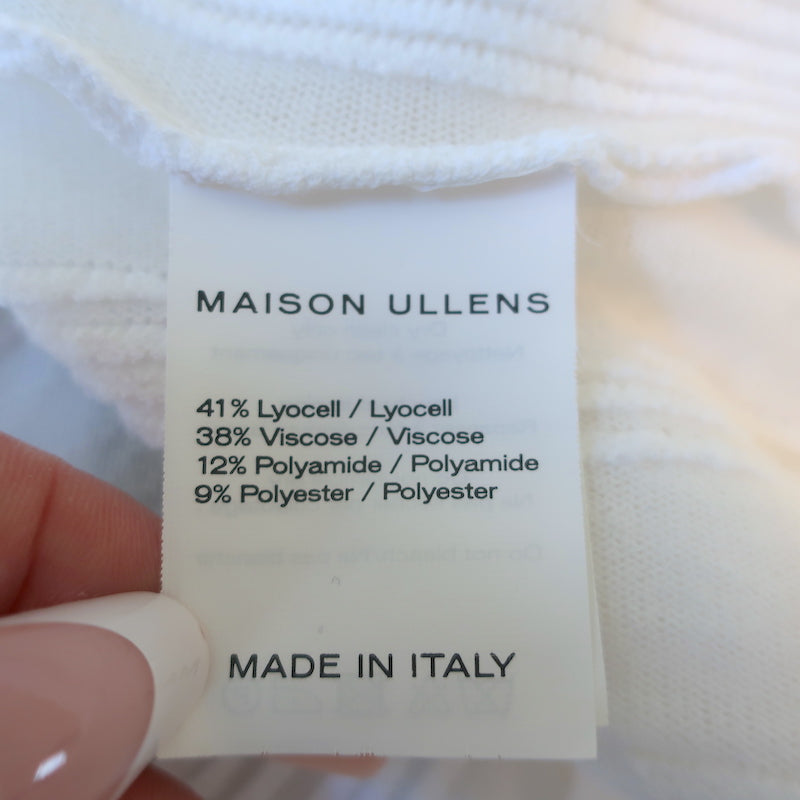 MAISON ULLENS
41% Lyocell / Lyocell
38% Viscose / Viscose
12% Polyamide / Polyamide
9% Polyester / Polyester
MADE IN ITALY